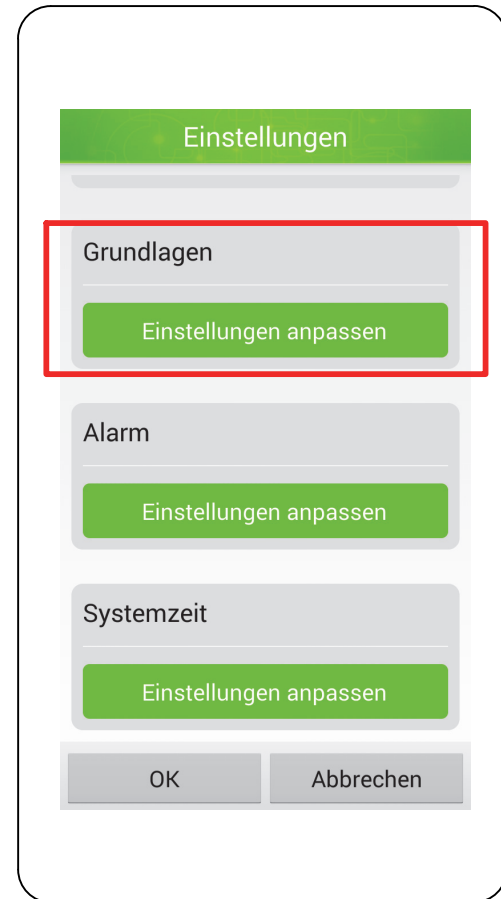 Einstellungen
Grundlagen
Einstellungen anpassen
Alarm
Einstellungen anpassen
Systemzeit
Einstellungen anpassen
OK Abbrechen